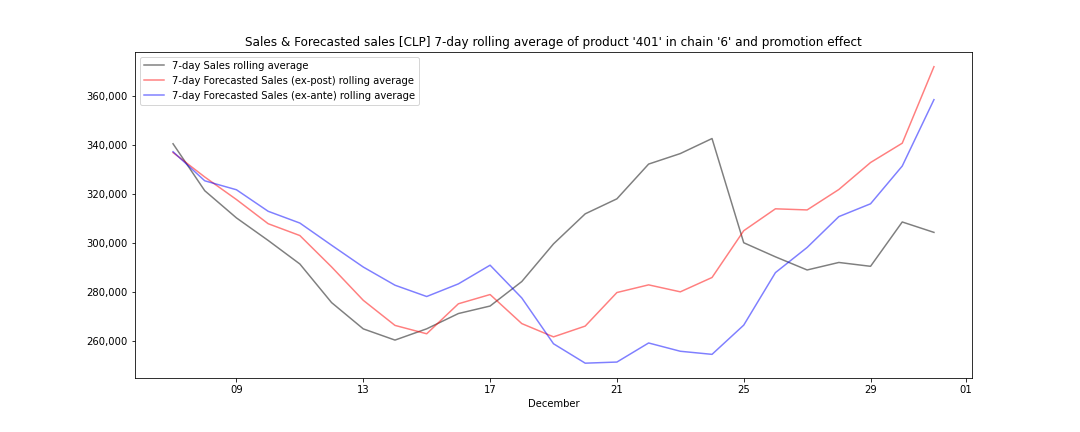 Sales & Forecasted sales [CLP] 7-day rolling average of product '401' in chain '6' and promotion effect
7-day Sales rolling average
7-day Forecasted Sales (ex-post) rolling average
7-day Forecasted Sales (ex-ante) rolling average
360,000
340,000
320,000
300,000
280,000
260,000
09 13 17 21 25 29 01
December